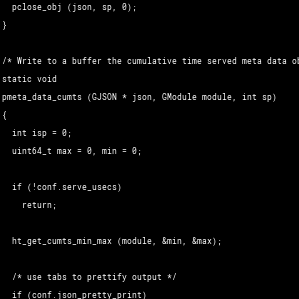 pclose_obj (json, sp, 0);
}
/* Write to a buffer the cumulative time served meta data
static void
pmeta_data_cumts (GJSON * json, GModule module, int sp)
{
int isp = 0;
uint64_t max = 0, min = 0;
if (!conf.serve_usecs)
return;
ht_get_cumts_min_max (module, &min, &max);
/* use tabs to prettify output */
if (conf.json_pretty_print)